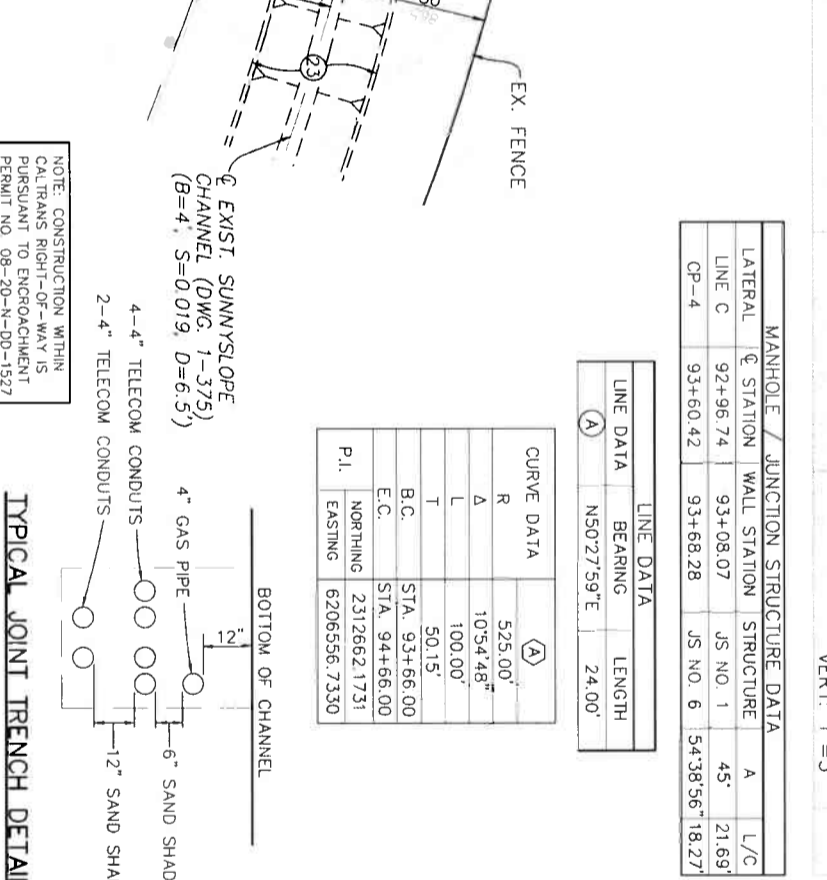 MANHOLE / JUNCTION STRUCTURE DATA
LATERAL ℄ STATION WALL STATION STRUCTURE A L/C
LINE C 92+96.74 93+08.07 JS NO. 1 45° 21.69'
CP-4 93+60.42 93+68.28 JS NO. 6 54°38'56" 18.27'
LINE DATA
LINE DATA BEARING LENGTH
A N50°27'59"E 24.00'
CURVE DATA A
R 525.00'
Δ 10°54'48"
L 100.00'
T 50.15'
B.C. STA. 93+66.00
E.C. STA. 94+66.00
P.I. NORTHING 2312662.1731
EASTING 6206556.7330
EX. FENCE
23
℄ EXIST. SUNNYSLOPE
CHANNEL (DWG. 1-375)
(B=4', S=0.019, D=6.5')
NOTE: CONSTRUCTION WITHIN
CALTRANS RIGHT-OF-WAY IS
PURSUANT TO ENCROACHMENT
PERMIT NO. 08-20-N-DD-1527
BOTTOM OF CHANNEL
12"
4" GAS PIPE
4-4" TELECOM CONDUTS
2-4" TELECOM CONDUTS
6" SAND SHAD
12" SAND SHA
TYPICAL JOINT TRENCH DETAI